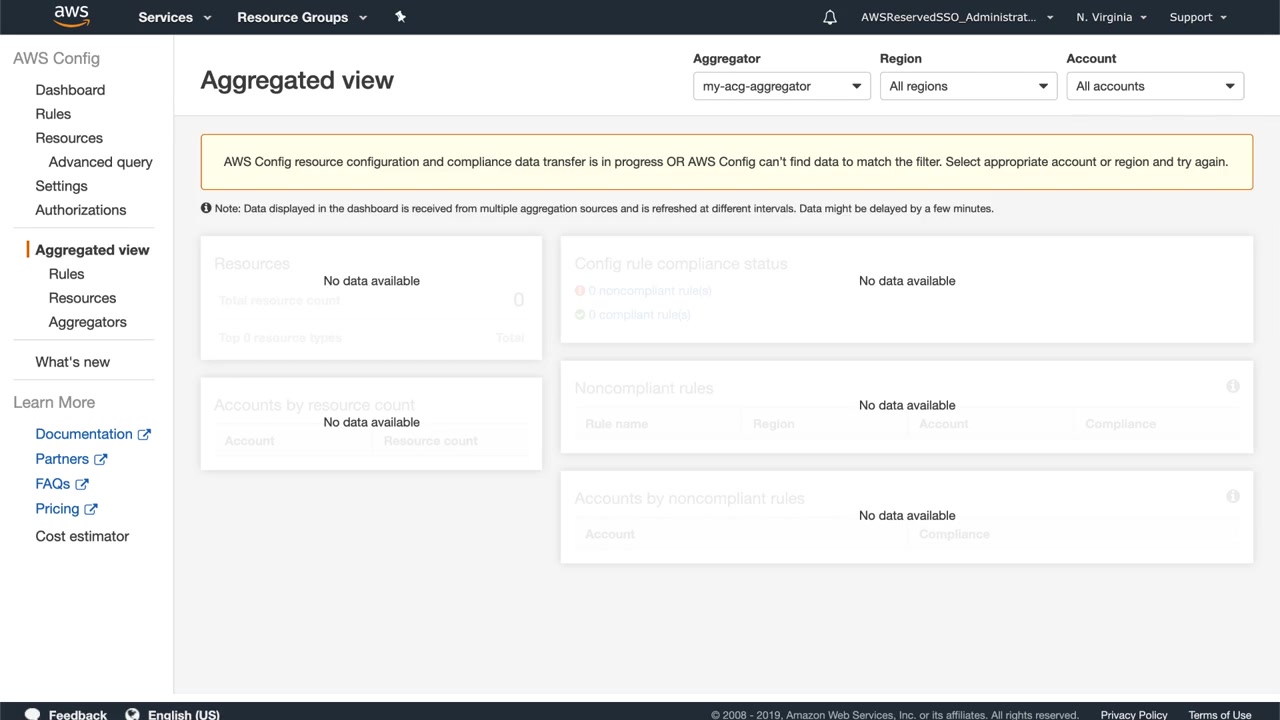 aws
Services
Resource Groups
AWSReservedSSO_Administrat...
N. Virginia
Support
AWS Config
Dashboard
Rules
Resources
Advanced query
Settings
Authorizations
Aggregated view
Rules
Resources
Aggregators
What's new
Learn More
Documentation
Partners
FAQs
Pricing
Cost estimator
Aggregated view
Aggregator
my-acg-aggregator
Region
All regions
Account
All accounts
AWS Config resource configuration and compliance data transfer is in progress OR AWS Config can't find data to match the filter. Select appropriate account or region and try again.
Note: Data displayed in the dashboard is received from multiple aggregation sources and is refreshed at different intervals. Data might be delayed by a few minutes.
Resources
No data available
Total resource count 0
Top 0 resource types Total
Accounts by resource count
No data available
Account Resource count
Config rule compliance status
No data available
0 noncompliant rule(s)
0 compliant rule(s)
Noncompliant rules
No data available
Rule name Region Account Compliance
Accounts by noncompliant rules
No data available
Account Compliance
Feedback
English (US)
© 2008 - 2019, Amazon Web Services, Inc. or its affiliates. All rights reserved.
Privacy Policy
Terms of Use